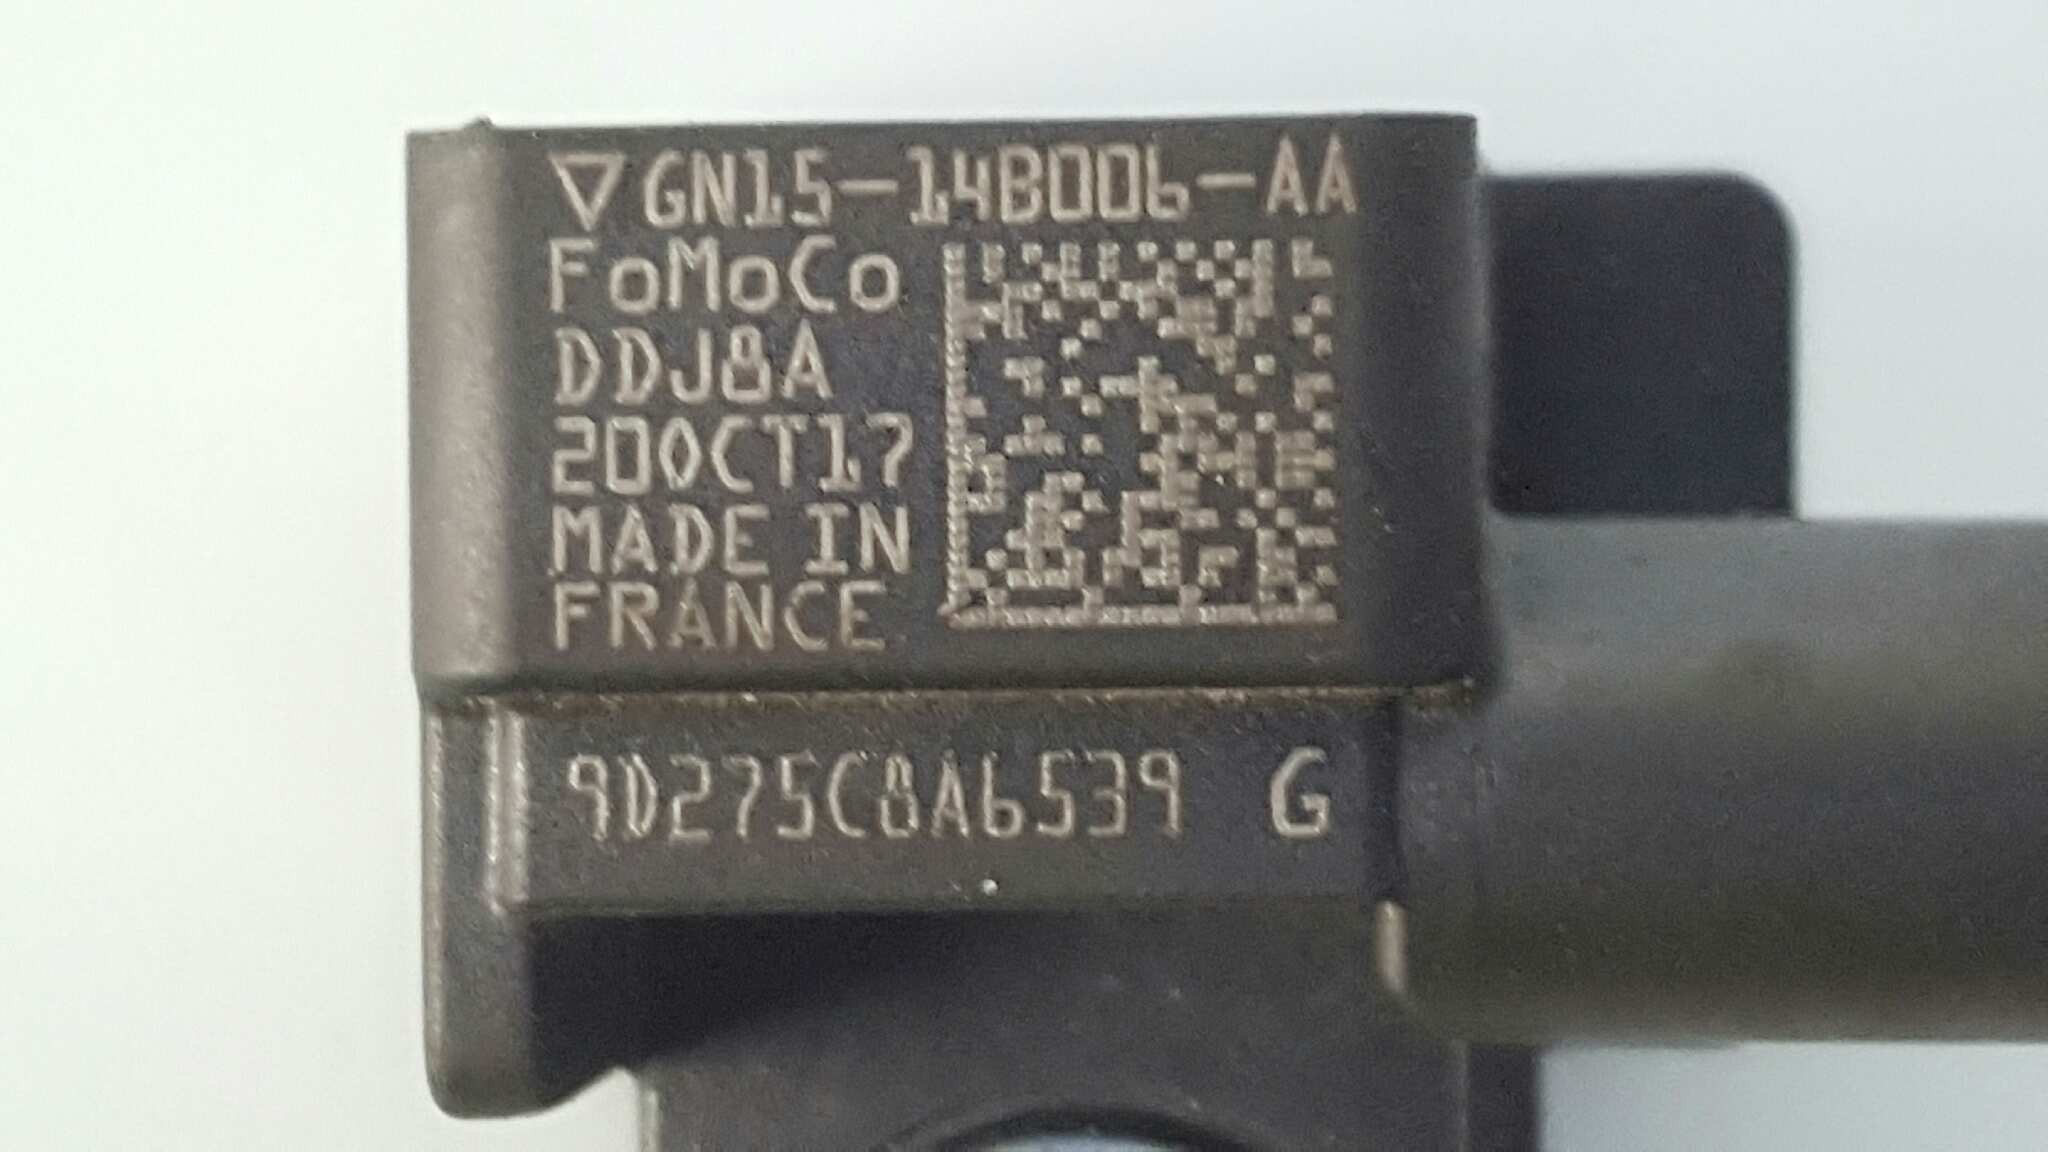 ▽GN15-14B006-AA
FoMoCo
DDJ8A
20OCT17
MADE IN
FRANCE
9D275C8A6539 G